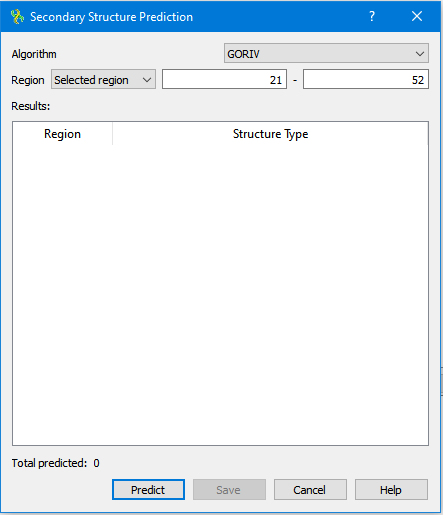 Secondary Structure Prediction ?
Algorithm GORIV
Region Selected region 21 - 52
Results:
Region Structure Type
Total predicted: 0
Predict Save Cancel Help